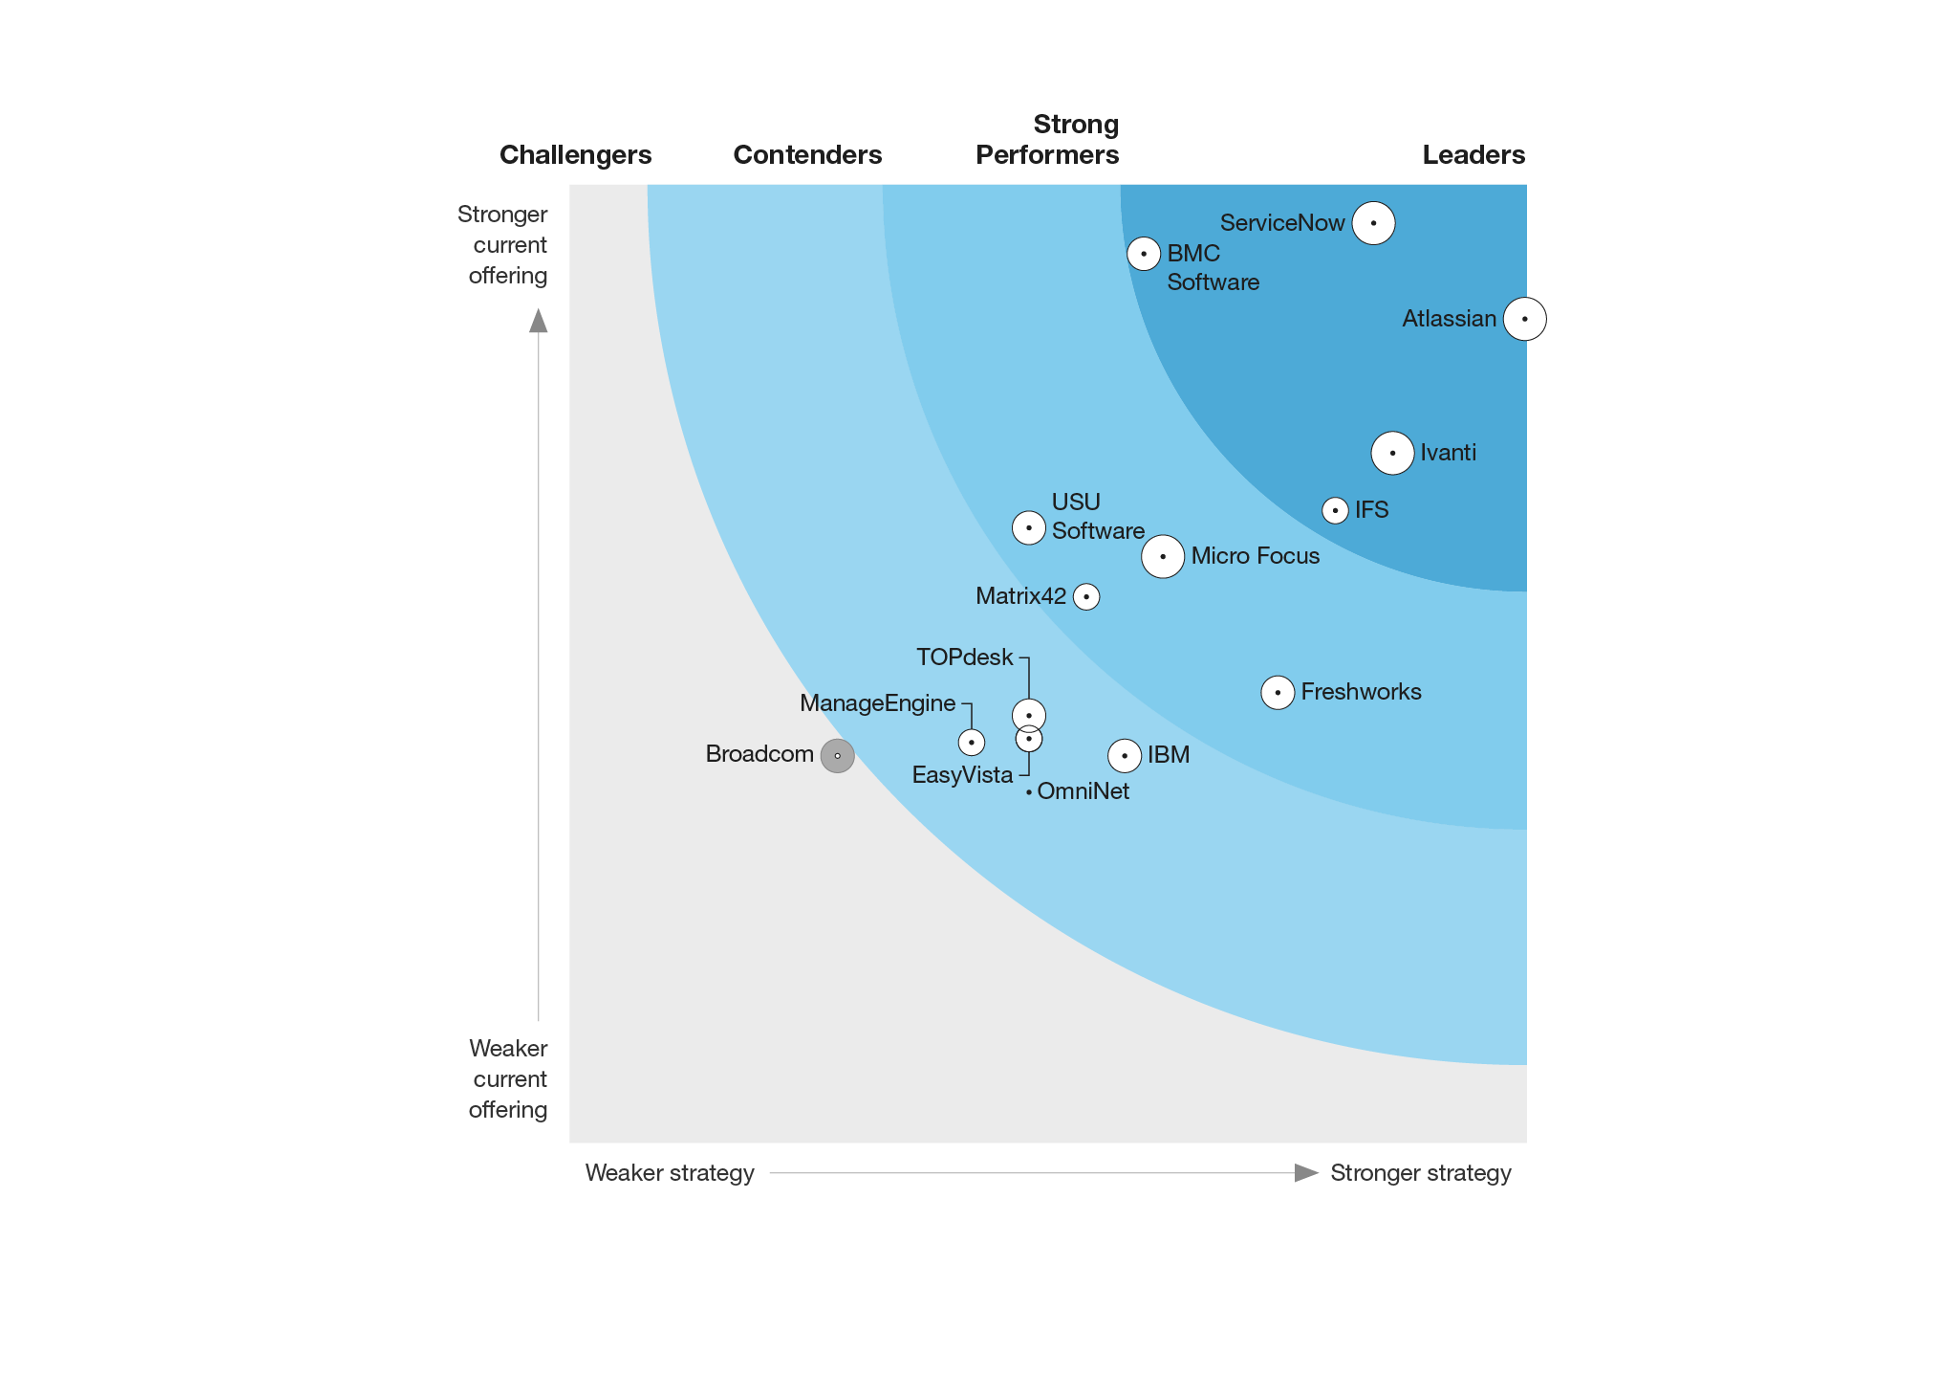 Strong
Challengers Contenders Performers Leaders
Stronger
current
offering
ServiceNow
BMC
Software
Atlassian
Ivanti
USU
Software
IFS
Micro Focus
Matrix42
TOPdesk
Freshworks
ManageEngine
Broadcom
IBM
EasyVista
OmniNet
Weaker
current
offering
Weaker strategy
Stronger strategy